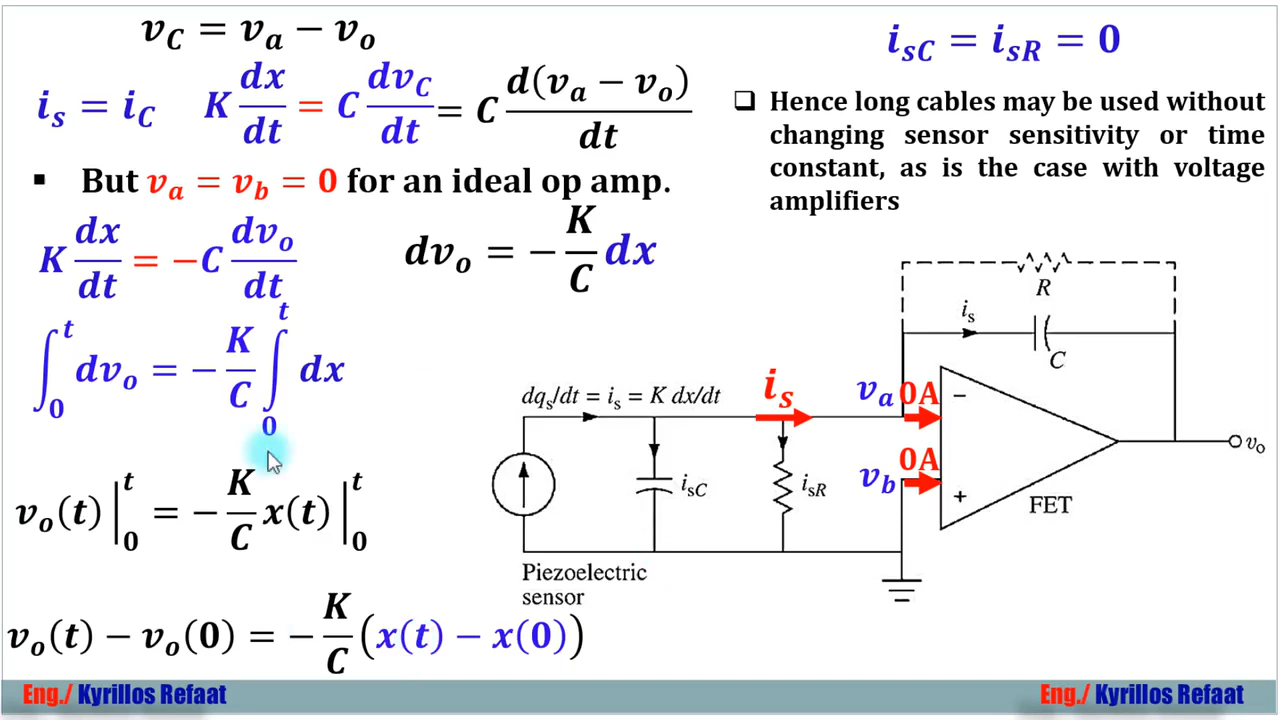 v_C = v_a − v_o
i_s = i_C   K dx/dt = C dv_C/dt = C d(v_a − v_o)/dt
▪ But v_a = v_b = 0 for an ideal op amp.
K dx/dt = −C dv_o/dt
dv_o = − K/C dx
∫_0^t dv_o = − K/C ∫_0^t dx
v_o(t)|_0^t = − K/C x(t)|_0^t
v_o(t) − v_o(0) = − K/C (x(t) − x(0))
i_sC = i_sR = 0
❑ Hence long cables may be used without
changing sensor sensitivity or time
constant, as is the case with voltage
amplifiers
R
i_s
C
dq_s/dt = i_s = K dx/dt
i_s
v_a 0A
−
i_sC
i_sR
0A
v_b
+
FET
v_o
Piezoelectric
sensor
Eng./ Kyrillos Refaat
Eng./ Kyrillos Refaat